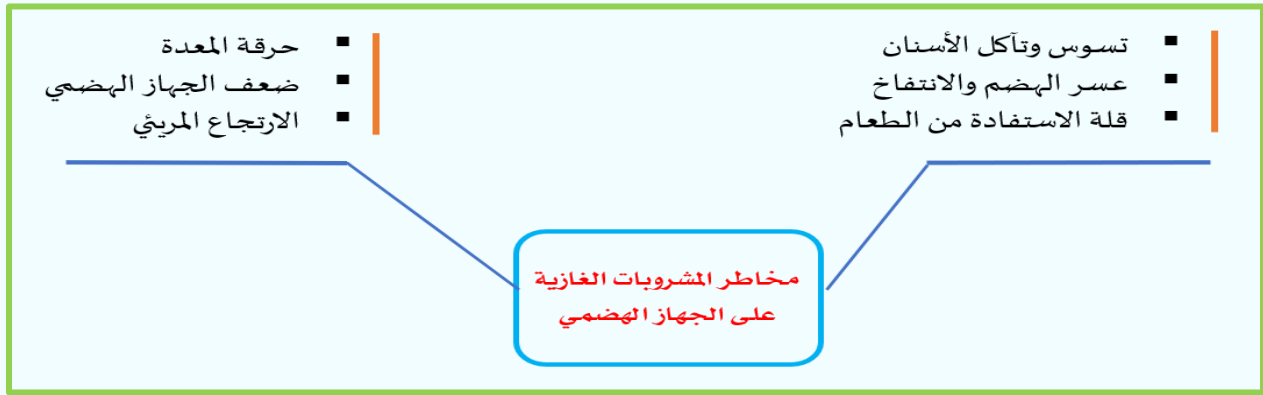 تسوس وتآكل الأسنان
عسر الهضم والانتفاخ
قلة الاستفادة من الطعام
حرقة المعدة
ضعف الجهاز الهضمي
الارتجاع المريئي
مخاطر المشروبات الغازية
على الجهاز الهضمي